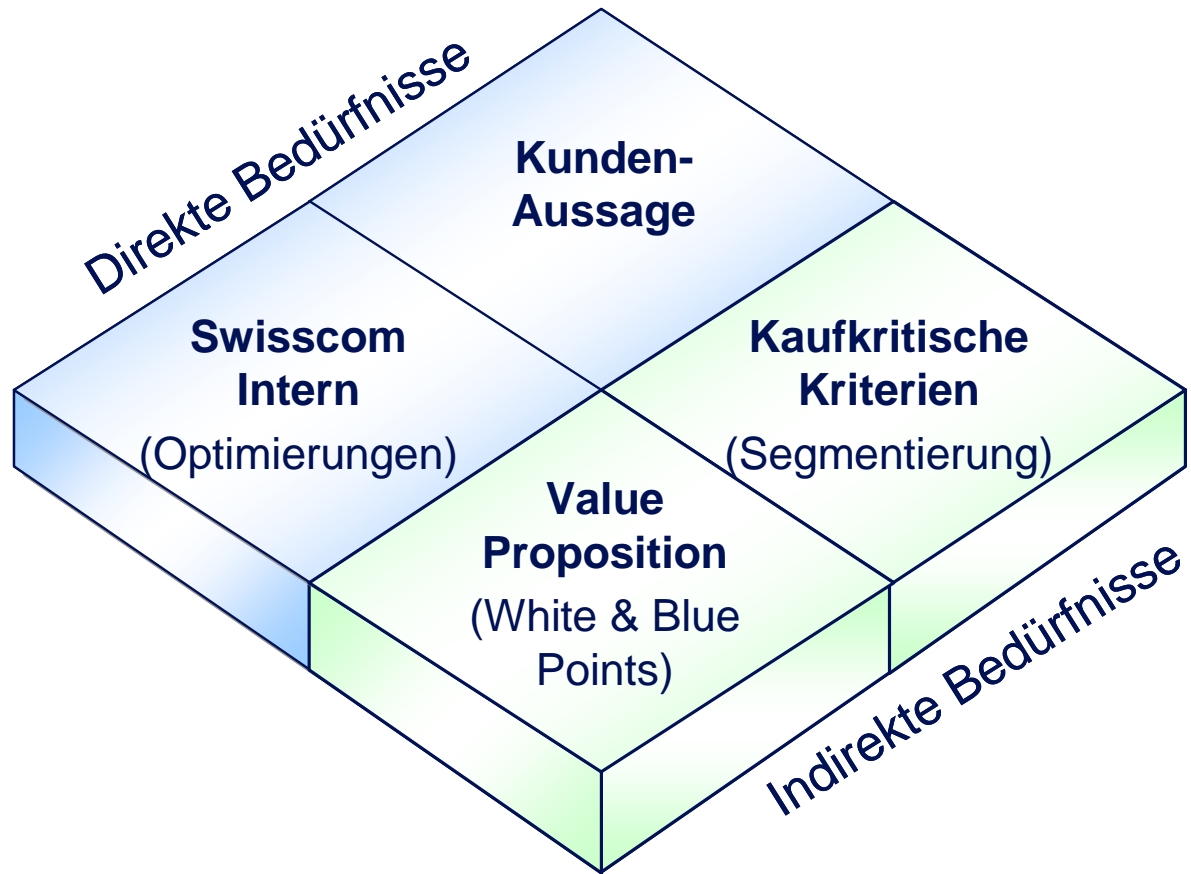 Direkte Bedürfnisse
Kunden-
Aussage
Swisscom
Intern
(Optimierungen)
Kaufkritische
Kriterien
(Segmentierung)
Value
Proposition
(White & Blue
Points)
Indirekte Bedürfnisse